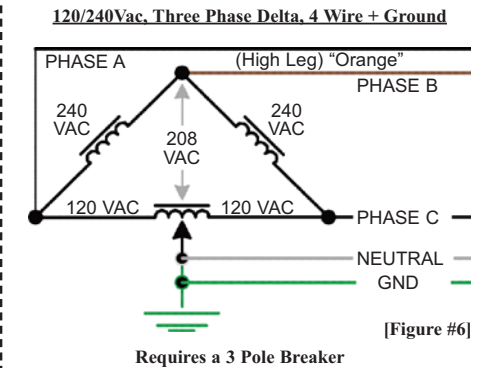 120/240Vac, Three Phase Delta, 4 Wire + Ground
PHASE A
(High Leg) “Orange”
PHASE B
240
VAC
240
VAC
208
VAC
120 VAC
120 VAC
PHASE C
NEUTRAL
GND
[Figure #6]
Requires a 3 Pole Breaker